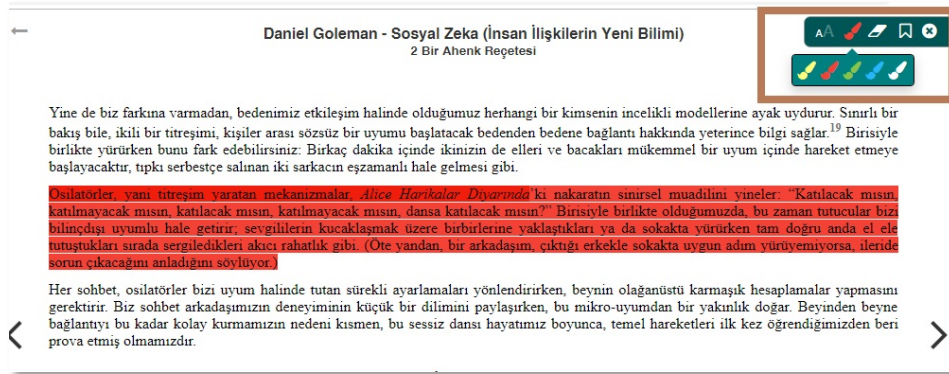 Daniel Goleman - Sosyal Zeka (İnsan İlişkilerin Yeni Bilimi)
2 Bir Ahenk Reçetesi
AA
Yine de biz farkına varmadan, bedenimiz etkileşim halinde olduğumuz herhangi bir kimsenin incelikli modellerine ayak uydurur. Sınırlı bir
bakış bile, ikili bir titreşimi, kişiler arası sözsüz bir uyumu başlatacak bedenden bedene bağlantı hakkında yeterince bilgi sağlar.19 Birisiyle
birlikte yürürken bunu fark edebilirsiniz: Birkaç dakika içinde ikinizin de elleri ve bacakları mükemmel bir uyum içinde hareket etmeye
başlayacaktır, tıpkı serbestçe salınan iki sarkacın eşzamanlı hale gelmesi gibi.
Osilatörler, yani titreşim yaratan mekanizmalar, Alice Harikalar Diyarında'ki nakaratın sinirsel muadilini yineler: “Katılacak mısın,
katılmayacak mısın, katılacak mısın, katılmayacak mısın, dansa katılacak mısın?” Birisiyle birlikte olduğumuzda, bu zaman tutucular bizi
bilinçdışı uyumlu hale getirir; sevgililerin kucaklaşmak üzere birbirlerine yaklaştıkları ya da sokakta yürürken tam doğru anda el ele
tutuştukları sırada sergiledikleri akıcı rahatlık gibi. (Öte yandan, bir arkadaşım, çıktığı erkekle sokakta uygun adım yürüyemiyorsa, ileride
sorun çıkacağını anladığını söylüyor.)
Her sohbet, osilatörler bizi uyum halinde tutan sürekli ayarlamaları yönlendirirken, beynin olağanüstü karmaşık hesaplamalar yapmasını
gerektirir. Biz sohbet arkadaşımızın deneyiminin küçük bir dilimini paylaşırken, bu mikro-uyumdan bir yakınlık doğar. Beyinden beyne
bağlantıyı bu kadar kolay kurmamızın nedeni kısmen, bu sessiz dansı hayatımız boyunca, temel hareketleri ilk kez öğrendiğimizden beri
prova etmiş olmamızdır.